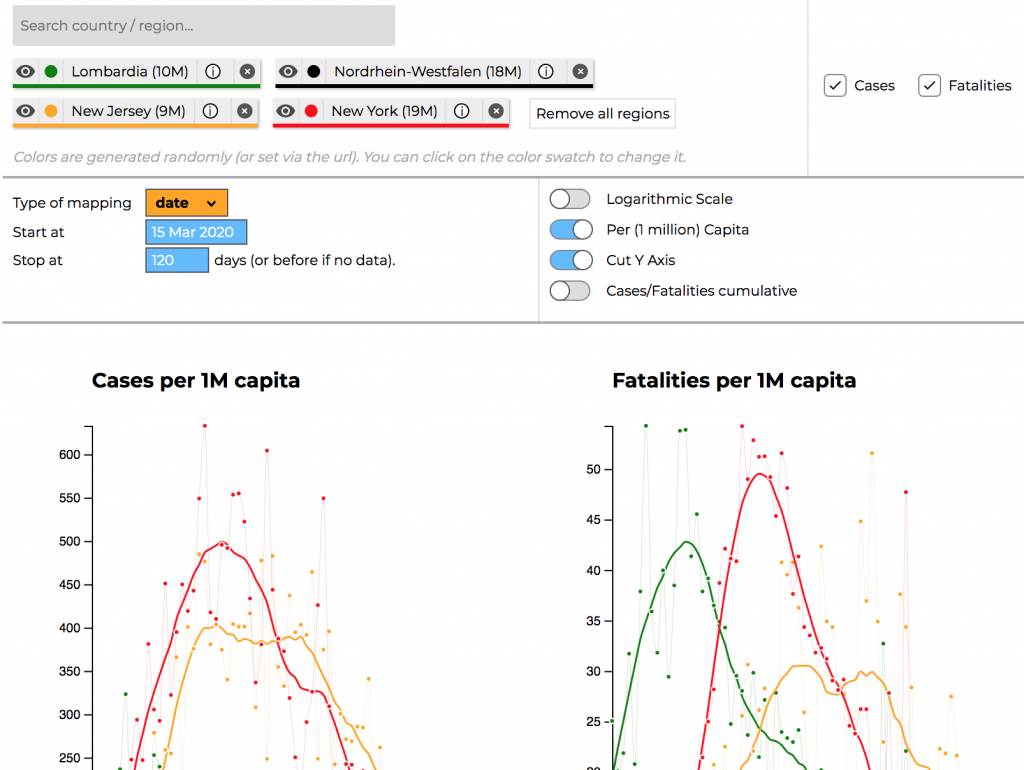 Search country / region...
Lombardia (10M)
Nordrhein-Westfalen (18M)
New Jersey (9M)
New York (19M)
Remove all regions
Cases
Fatalities
Colors are generated randomly (or set via the url). You can click on the color swatch to change it.
Type of mapping date
Start at 15 Mar 2020
Stop at 120 days (or before if no data).
Logarithmic Scale
Per (1 million) Capita
Cut Y Axis
Cases/Fatalities cumulative
Cases per 1M capita
600
550
500
450
400
350
300
250
Fatalities per 1M capita
50
45
40
35
30
25
20